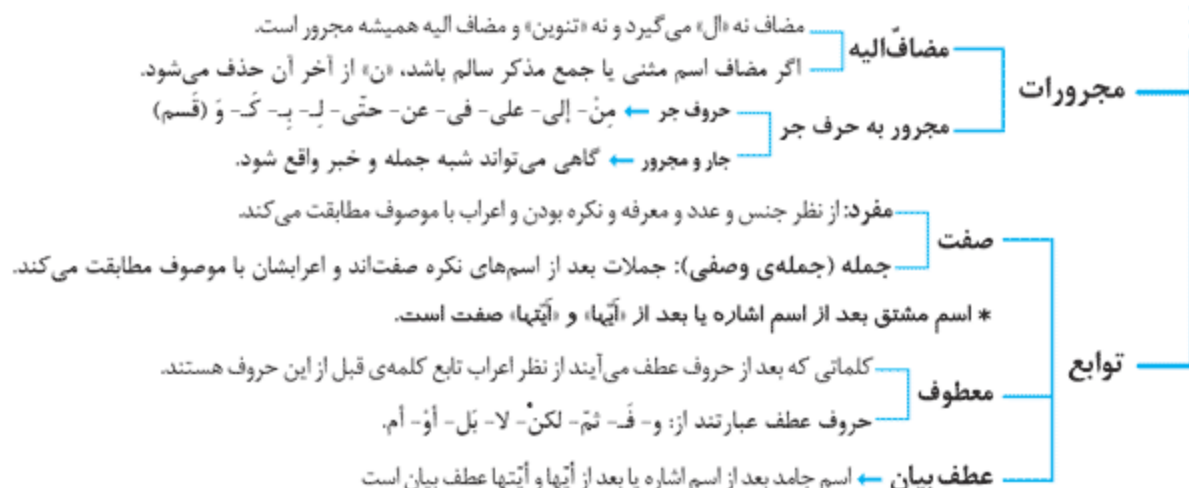 مجرورات
مضافٌ‌الیه
مضاف نه «ال» می‌گیرد و نه «تنوین» و مضاف الیه همیشه مجرور است.
اگر مضاف اسم مثنی یا جمع مذکر سالم باشد، «ن» از آخر آن حذف می‌شود.
مجرور به حرف جر
حروف جر ← مِنْ- إلی- علی- فی- عن- حتّی- لِـ- بِـ- کَـ- وَ (قَسم)
جار و مجرور ← گاهی می‌تواند شبه جمله و خبر واقع شود.
توابع
صفت
مفرد: از نظر جنس و عدد و معرفه و نکره بودن و اعراب با موصوف مطابقت می‌کند.
جمله (جمله‌ی وصفی): جملات بعد از اسم‌های نکره صفت‌اند و اعرابشان با موصوف مطابقت می‌کند.
* اسم مشتق بعد از اسم اشاره یا بعد از «أیّها» و «أیّتها» صفت است.
معطوف
کلماتی که بعد از حروف عطف می‌آیند از نظر اعراب تابع کلمه‌ی قبل از این حروف هستند.
حروف عطف عبارتند از: و- فَـ- ثمّ- لکنْ- لا- بَل- أوْ- أم.
عطف بیان ← اسم جامد بعد از اسم اشاره یا بعد از أیّها و أیّتها عطف بیان است